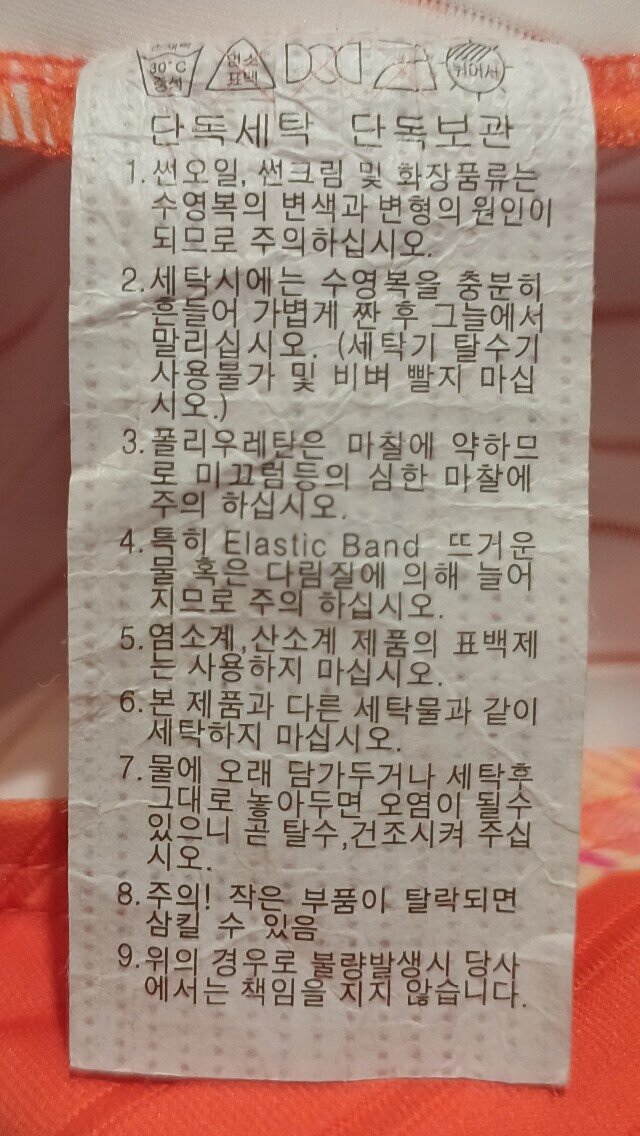 30°C
중성
염소
표백
뉘어서
단독세탁 단독보관
1. 썬오일, 썬크림 및 화장품류는
수영복의 변색과 변형의 원인이
되므로 주의하십시오.
2. 세탁시에는 수영복을 충분히
흔들어 가볍게 짠 후 그늘에서
말리십시오. (세탁기 탈수기
사용불가 및 비벼 빨지 마십
시오.)
3. 폴리우레탄은 마찰에 약하므
로 미끄럼등의 심한 마찰에
주의 하십시오.
4. 특히 Elastic Band 뜨거운
물 혹은 다림질에 의해 늘어
지므로 주의 하십시오.
5. 염소계,산소계 제품의 표백제
는 사용하지 마십시오.
6. 본 제품과 다른 세탁물과 같이
세탁하지 마십시오.
7. 물에 오래 담가두거나 세탁후
그대로 놓아두면 오염이 될수
있으니 곧 탈수,건조시켜 주십
시오.
8. 주의! 작은 부품이 탈락되면
삼킬 수 있음
9. 위의 경우로 불량발생시 당사
에서는 책임을 지지 않습니다.